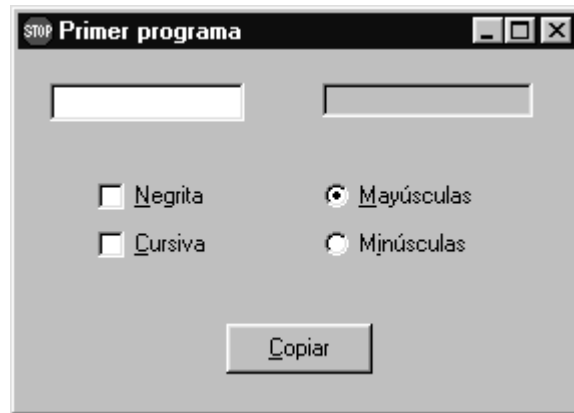 STOP Primer programa
Negrita
Mayúsculas
Cursiva
Minúsculas
Copiar